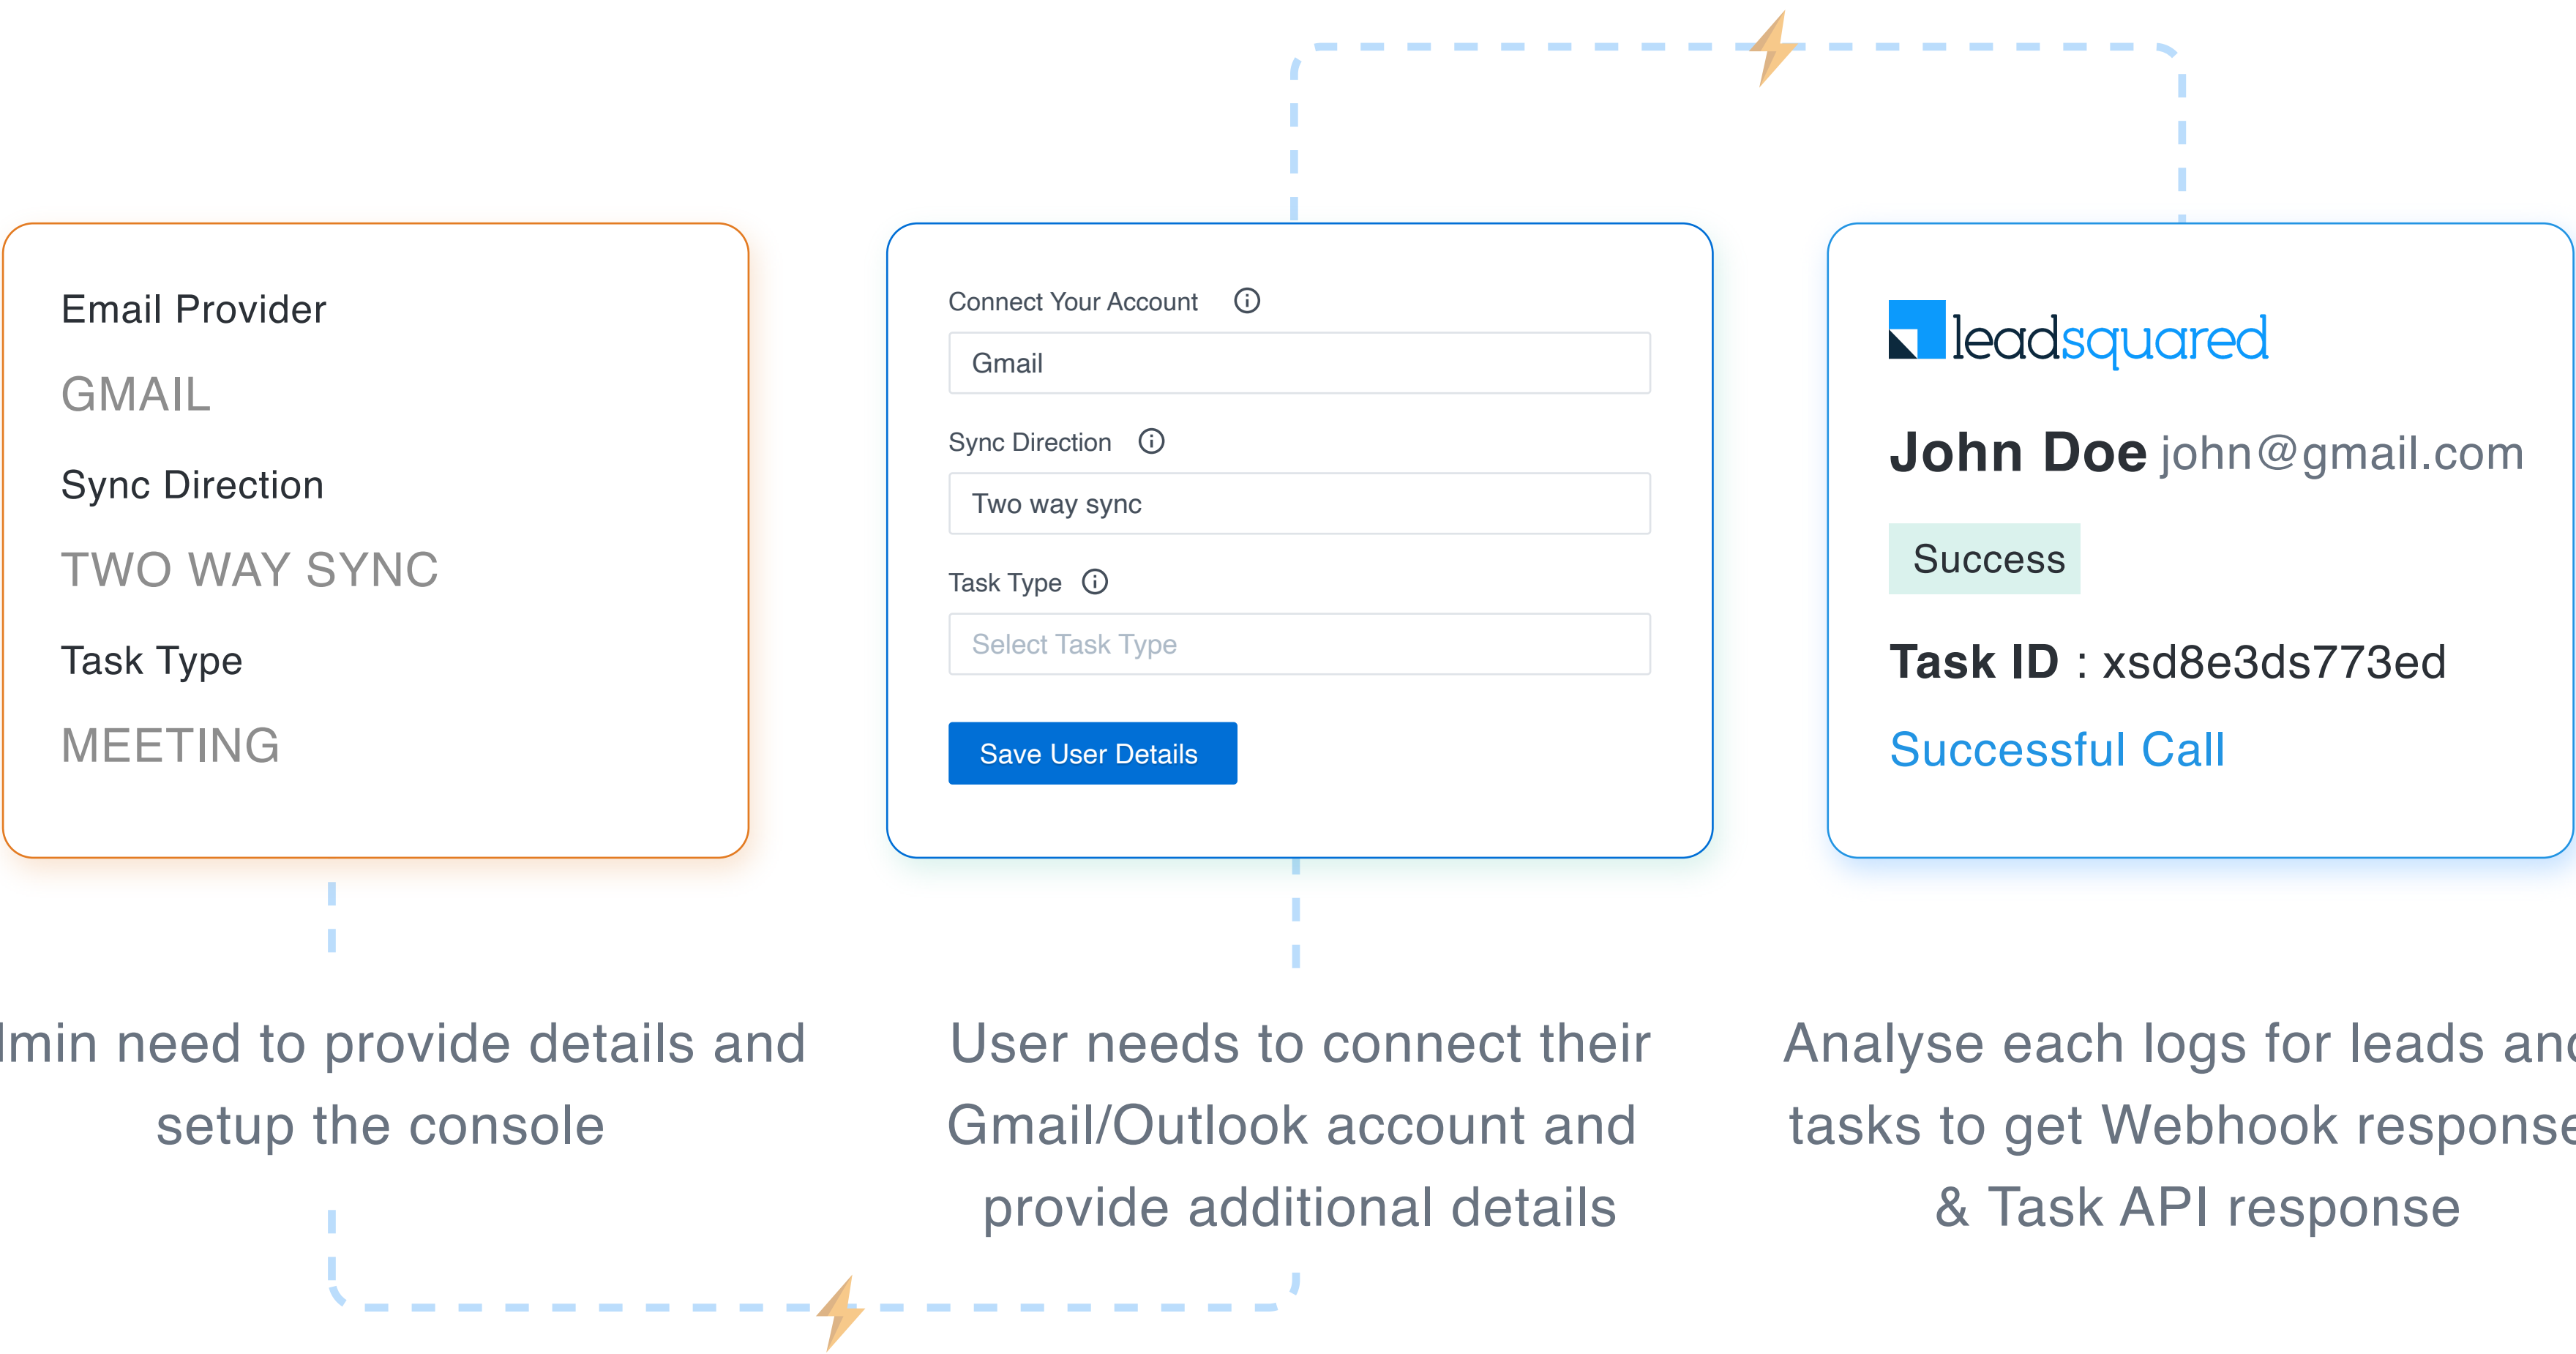 Email Provider
GMAIL
Sync Direction
TWO WAY SYNC
Task Type
MEETING
need to provide details and
setup the console
Connect Your Account
Gmail
Sync Direction
Two way sync
Task Type
Select Task Type
Save User Details
User needs to connect their
Gmail/Outlook account and
provide additional details
leadsquared
John Doe john@gmail.com
Success
Task ID : xsd8e3ds773ed
Successful Call
Analyse each logs for leads and
tasks to get Webhook response
& Task API response